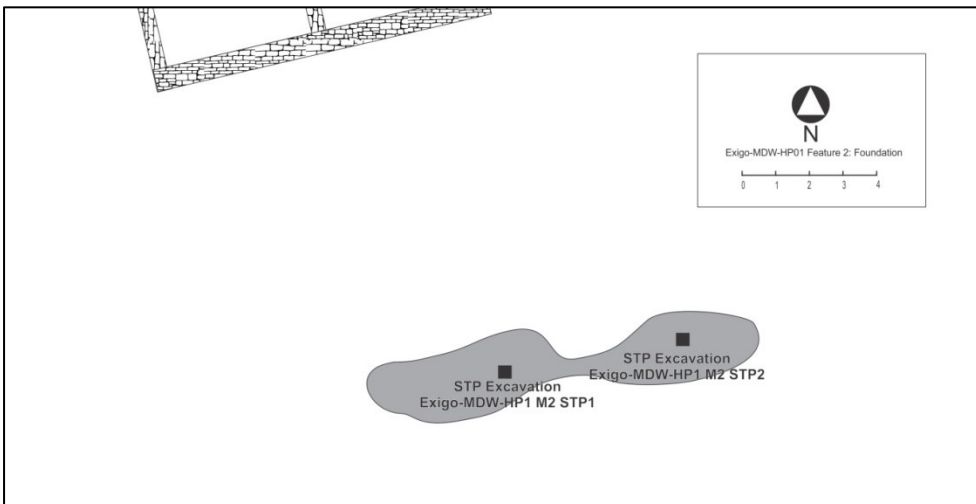 N
Exigo-MDW-HP01 Feature 2: Foundation
0 1 2 3 4
STP Excavation
Exigo-MDW-HP1 M2 STP2
STP Excavation
Exigo-MDW-HP1 M2 STP1